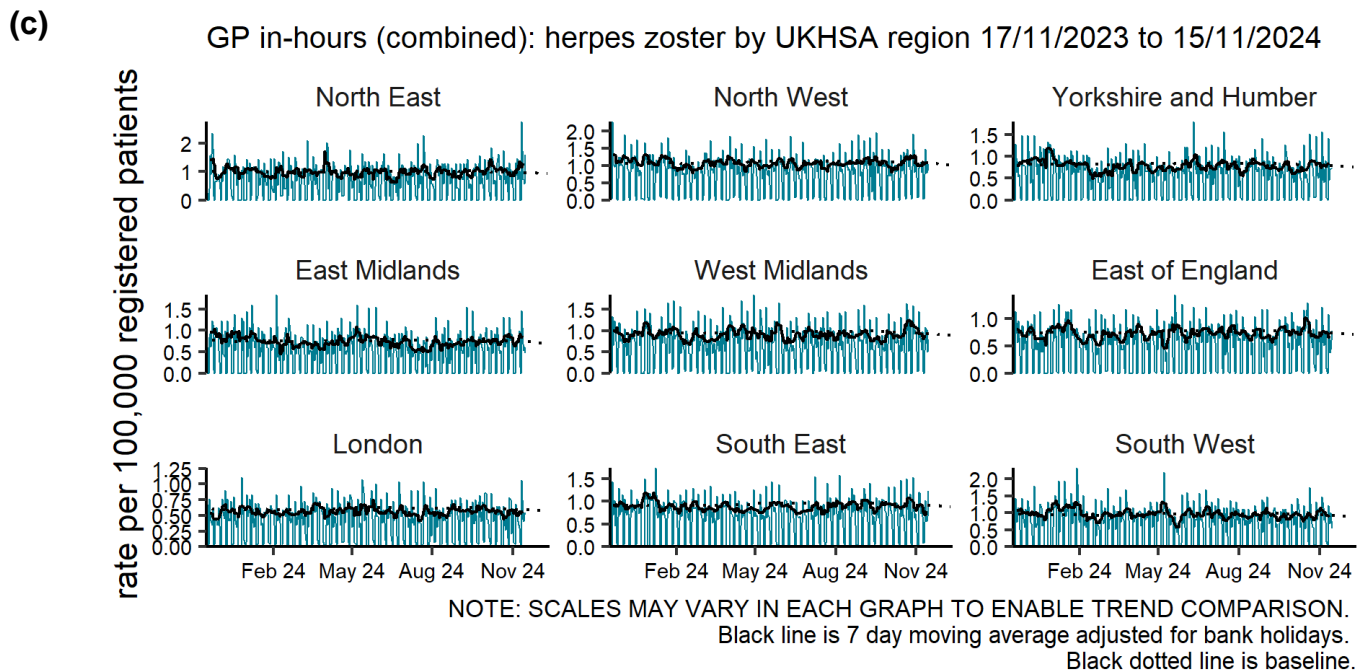 (c)
GP in-hours (combined): herpes zoster by UKHSA region 17/11/2023 to 15/11/2024
rate per 100,000 registered patients
North East
2
1
0
North West
2.0
1.5
1.0
0.5
0.0
Yorkshire and Humber
1.5
1.0
0.5
0.0
East Midlands
1.5
1.0
0.5
0.0
West Midlands
1.5
1.0
0.5
0.0
East of England
1.0
0.5
0.0
London
1.25
1.00
0.75
0.50
0.25
0.00
South East
1.5
1.0
0.5
0.0
South West
2.0
1.5
1.0
0.5
0.0
Feb 24 May 24 Aug 24 Nov 24
Feb 24 May 24 Aug 24 Nov 24
Feb 24 May 24 Aug 24 Nov 24
NOTE: SCALES MAY VARY IN EACH GRAPH TO ENABLE TREND COMPARISON.
Black line is 7 day moving average adjusted for bank holidays.
Black dotted line is baseline.